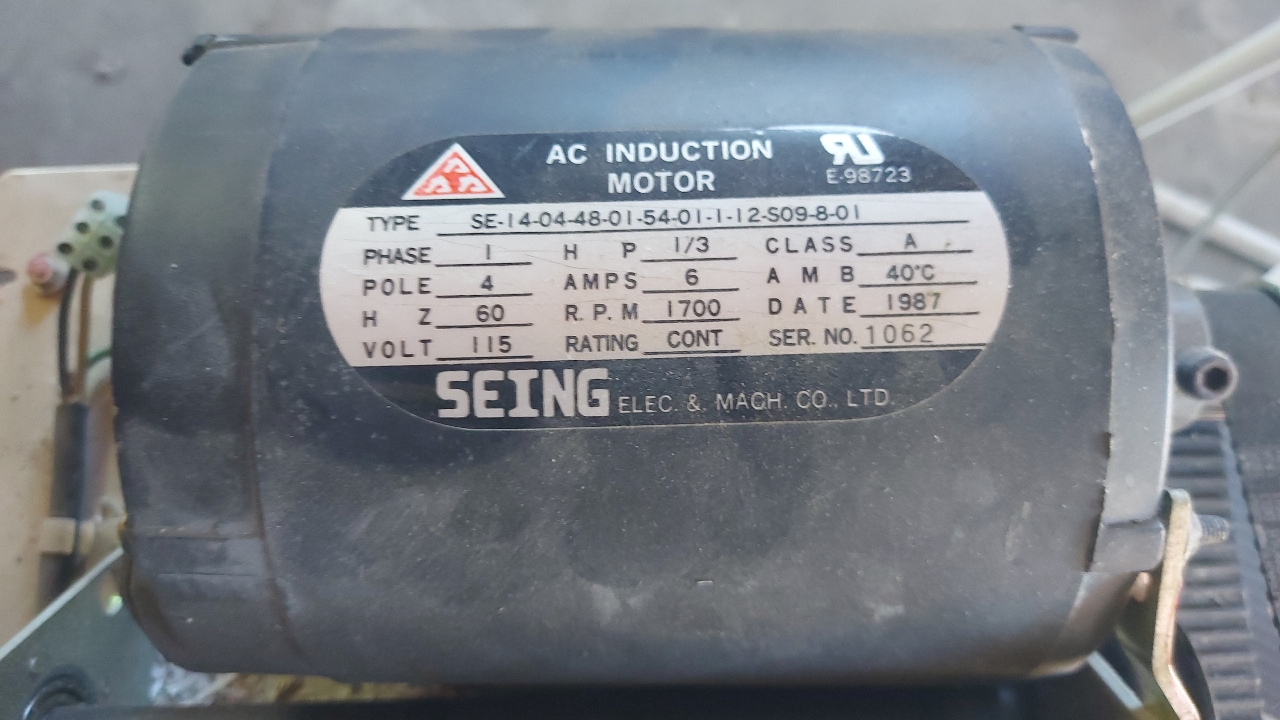 AC INDUCTION
MOTOR
E-98723
TYPE SE-14-04-48-01-54-01-1-12-S09-8-01
PHASE 1 H P 1/3 CLASS A
POLE 4 AMPS 6 A M B 40°C
H Z 60 R.P.M 1700 DATE 1987
VOLT 115 RATING CONT SER. NO. 1062
SEING ELEC. & MACH. CO., LTD.